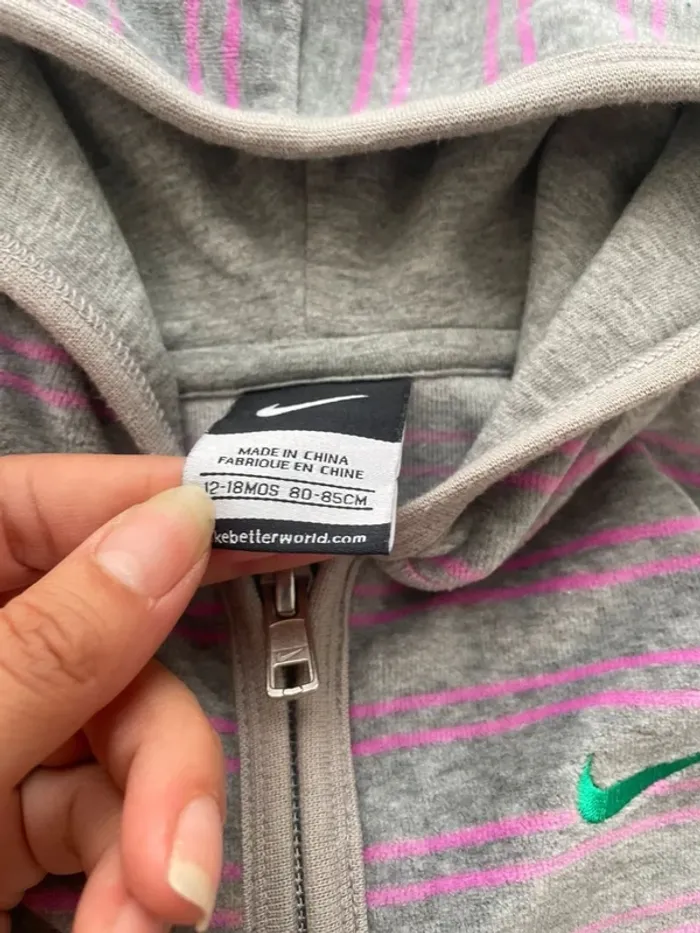 MADE IN CHINA
FABRIQUE EN CHINE
12-18MOS 80-85CM
kebetterworld.com